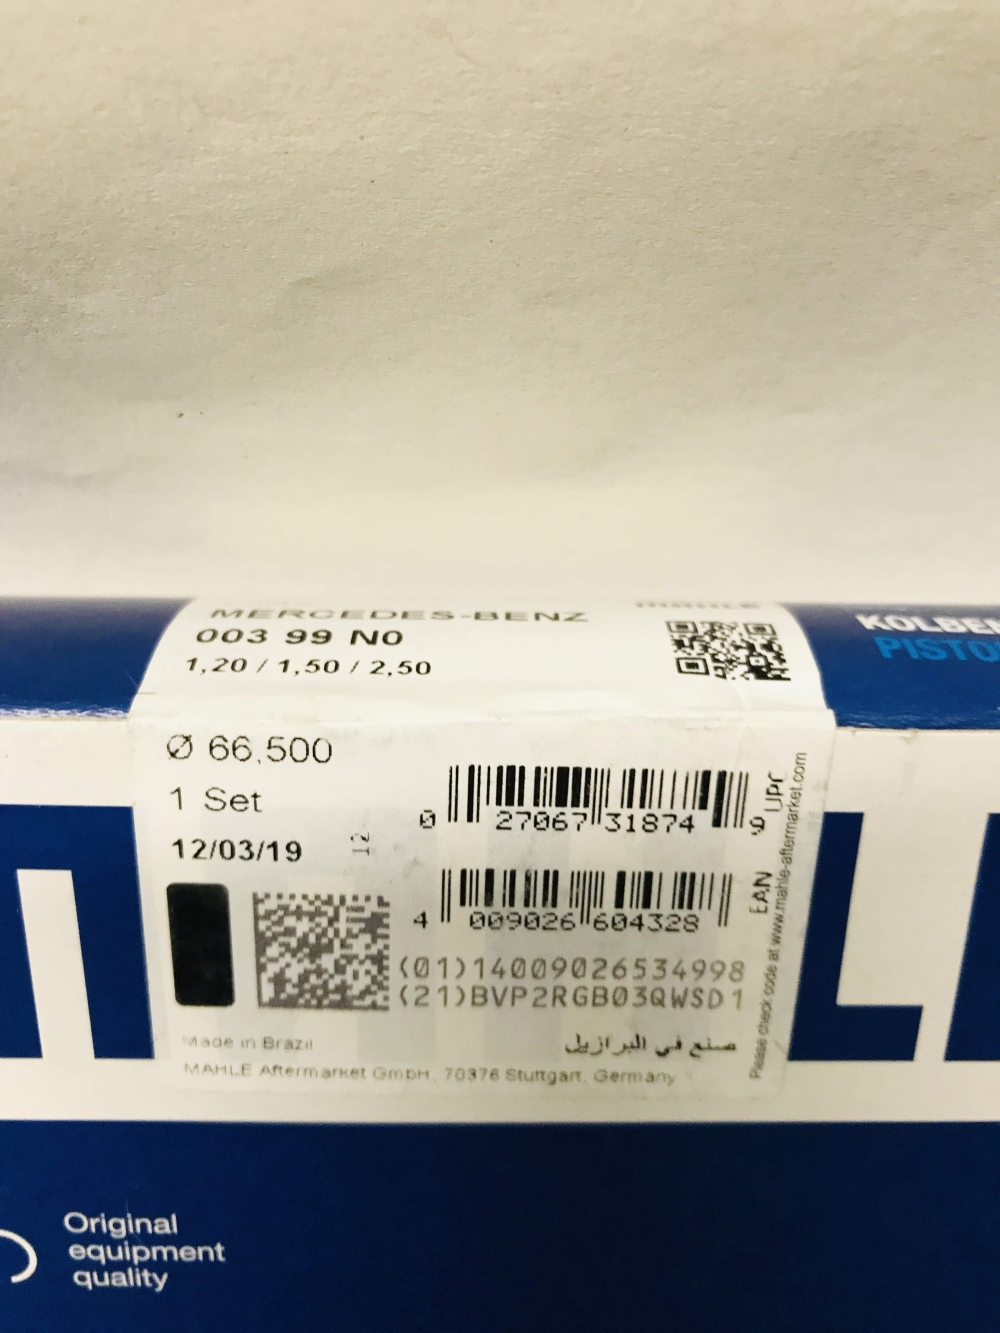 MERCEDES-BENZ
MAHLE
003 99 N0
1,20 / 1,50 / 2,50
KOLBEN
PISTO
Ø 66,500
1 Set
12/03/19
12
0 27067 31874 9
UPC
4 009026 604328
EAN
(01)14009026534998
(21)BVP2RGB03QWSD1
Please check code at www.mahle-aftermarket.com
Made in Brazil
صنع في البرازيل
MAHLE Aftermarket GmbH, 70376 Stuttgart, Germany
Original
equipment
quality